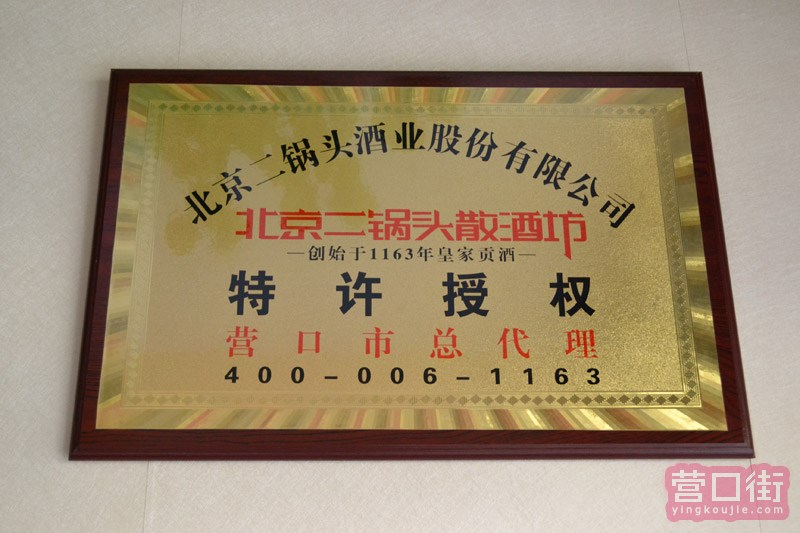 北京二锅头酒业股份有限公司
北京二锅头散酒坊
—创始于1163年皇家贡酒—
特许授权
营口市总代理
400-006-1163
营口街
yingkoujie.com